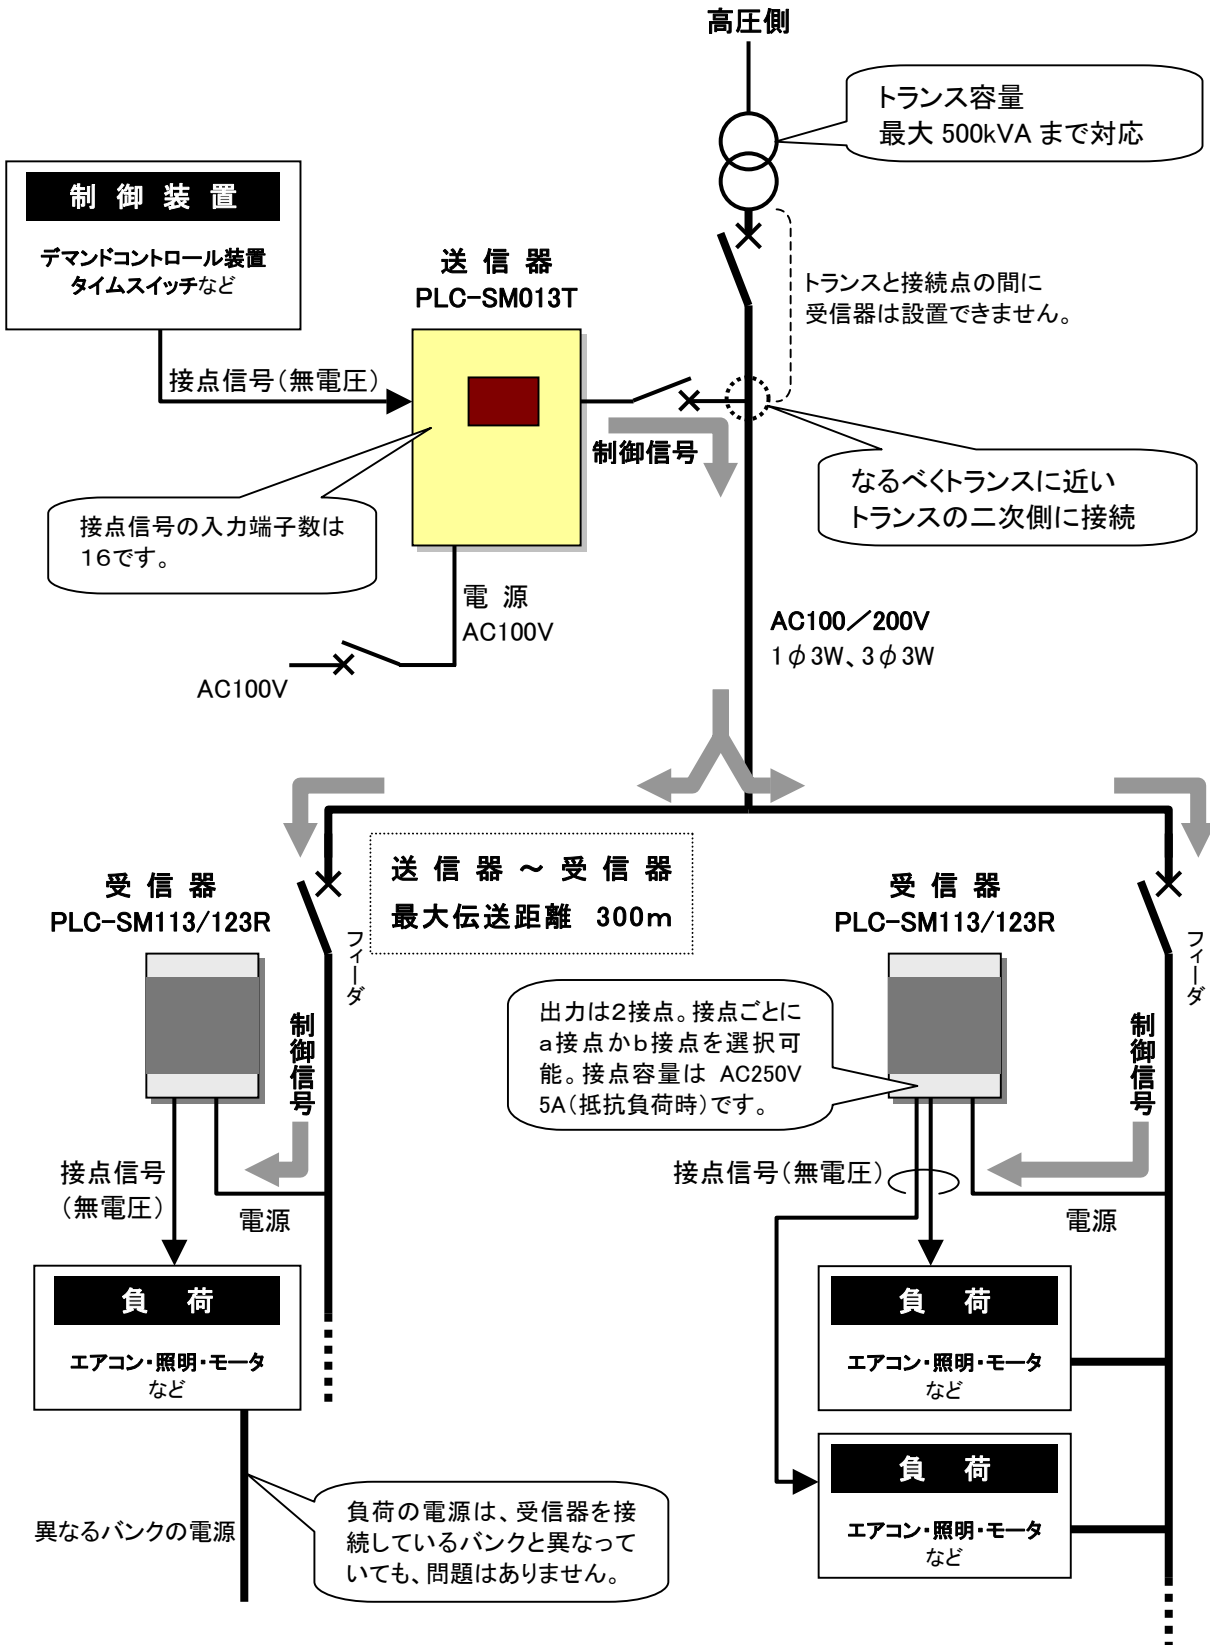 高圧側
トランス容量
最大 500kVA まで対応
制 御 装 置
デマンドコントロール装置
タイムスイッチなど
送 信 器
PLC-SM013T
トランスと接続点の間に
受信器は設置できません。
接点信号(無電圧)
制御信号
なるべくトランスに近い
トランスの二次側に接続
接点信号の入力端子数は
16です。
電 源
AC100V
AC100V
AC100/200V
1φ3W、3φ3W
送 信 器 ~ 受 信 器
最大伝送距離 300m
受 信 器
PLC-SM113/123R
フィーダ
制御信号
受 信 器
PLC-SM113/123R
フィーダ
制御信号
出力は2接点。接点ごとに
a接点かb接点を選択可
能。接点容量は AC250V
5A(抵抗負荷時)です。
接点信号
(無電圧)
電源
接点信号(無電圧)
電源
負 荷
エアコン・照明・モータ
など
負 荷
エアコン・照明・モータ
など
負 荷
エアコン・照明・モータ
など
異なるバンクの電源
負荷の電源は、受信器を接
続しているバンクと異なって
いても、問題はありません。